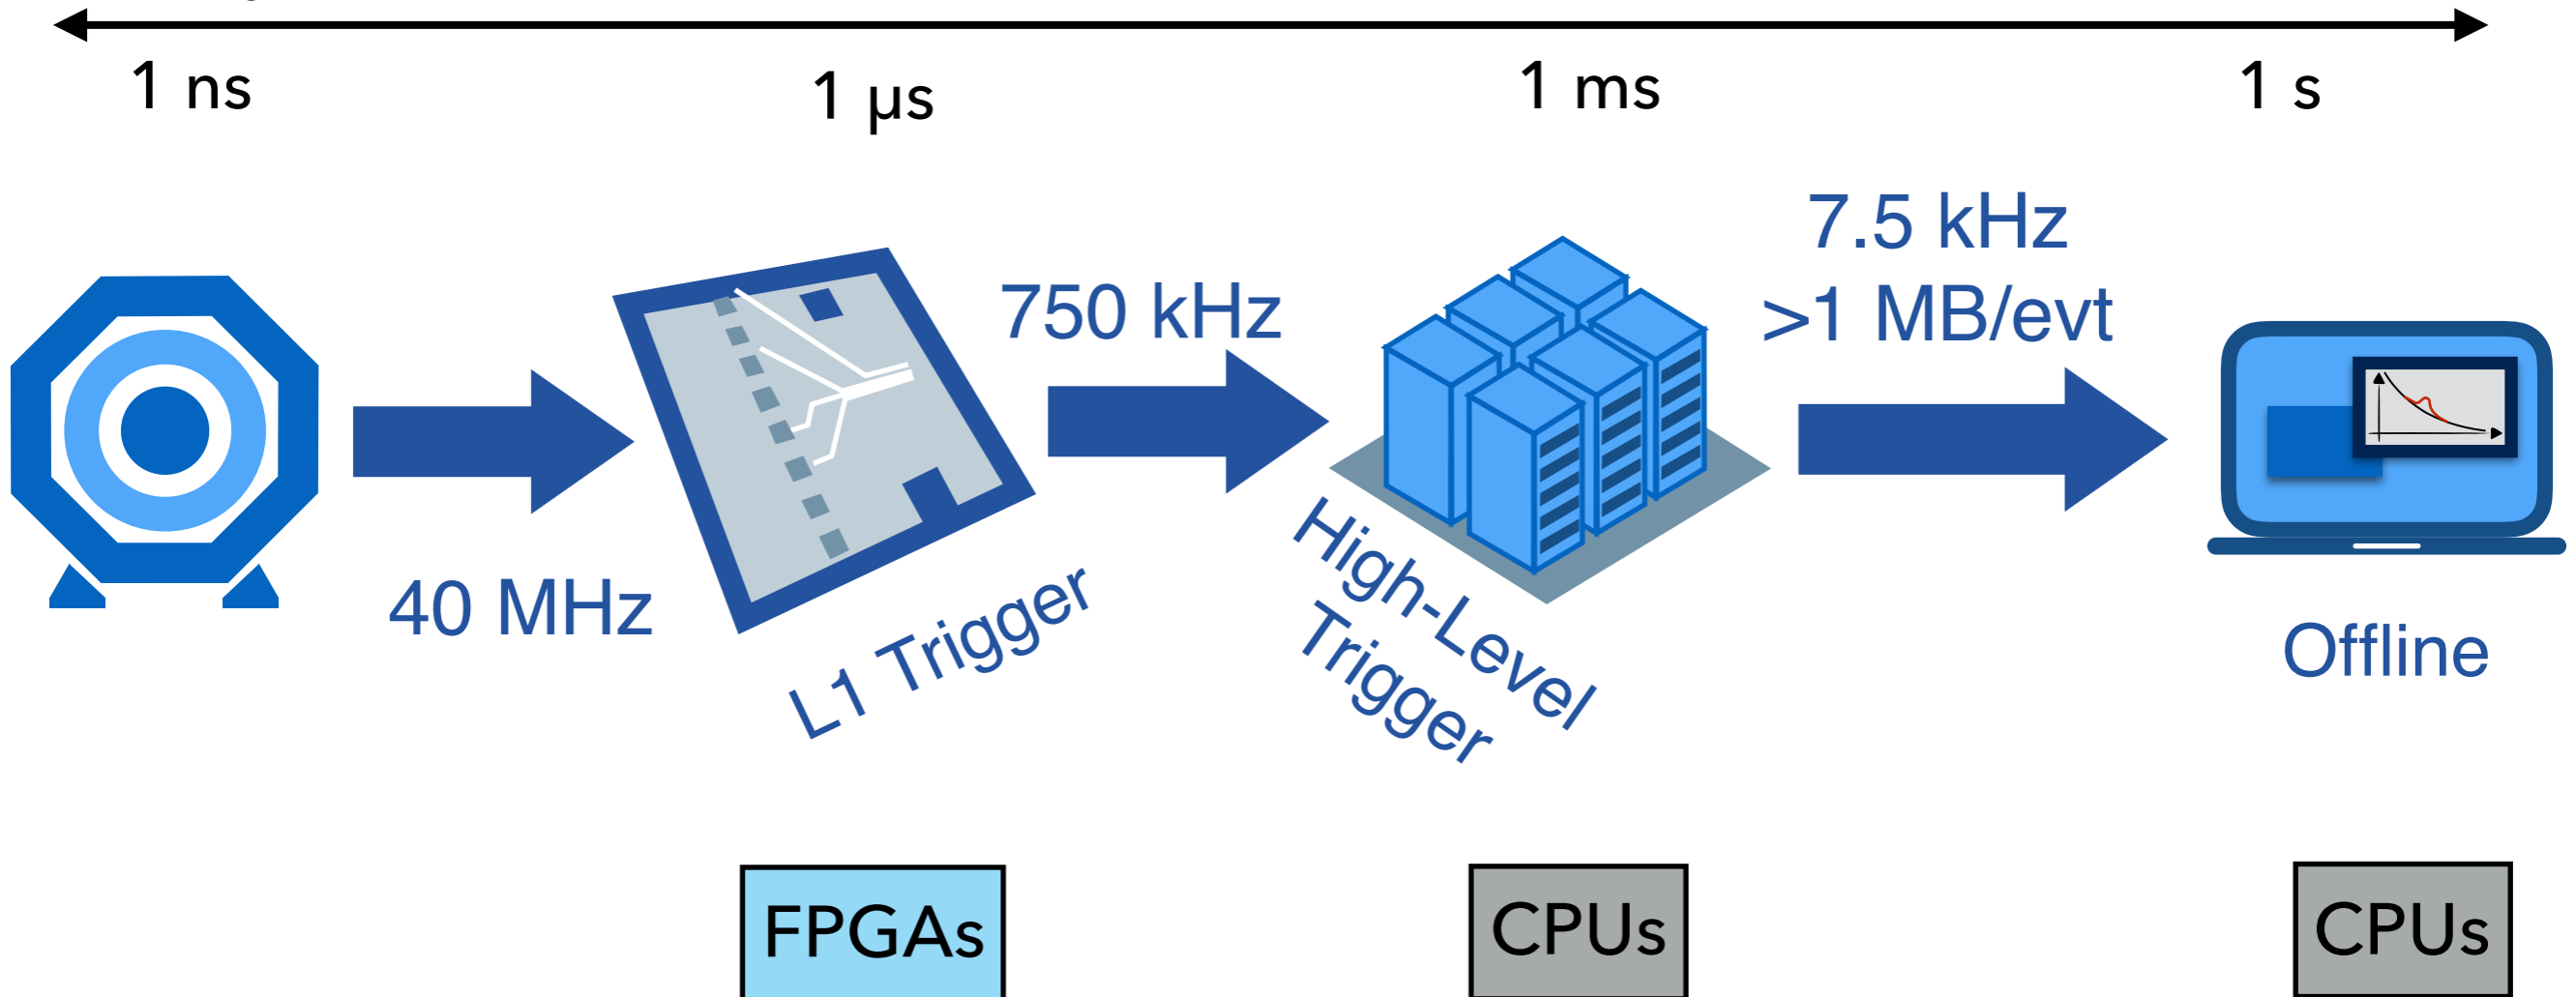 1 ns
1 µs
1 ms
1 s
40 MHz
L1 Trigger
750 kHz
High-Level
Trigger
7.5 kHz
>1 MB/evt
Offline
FPGAs
CPUs
CPUs